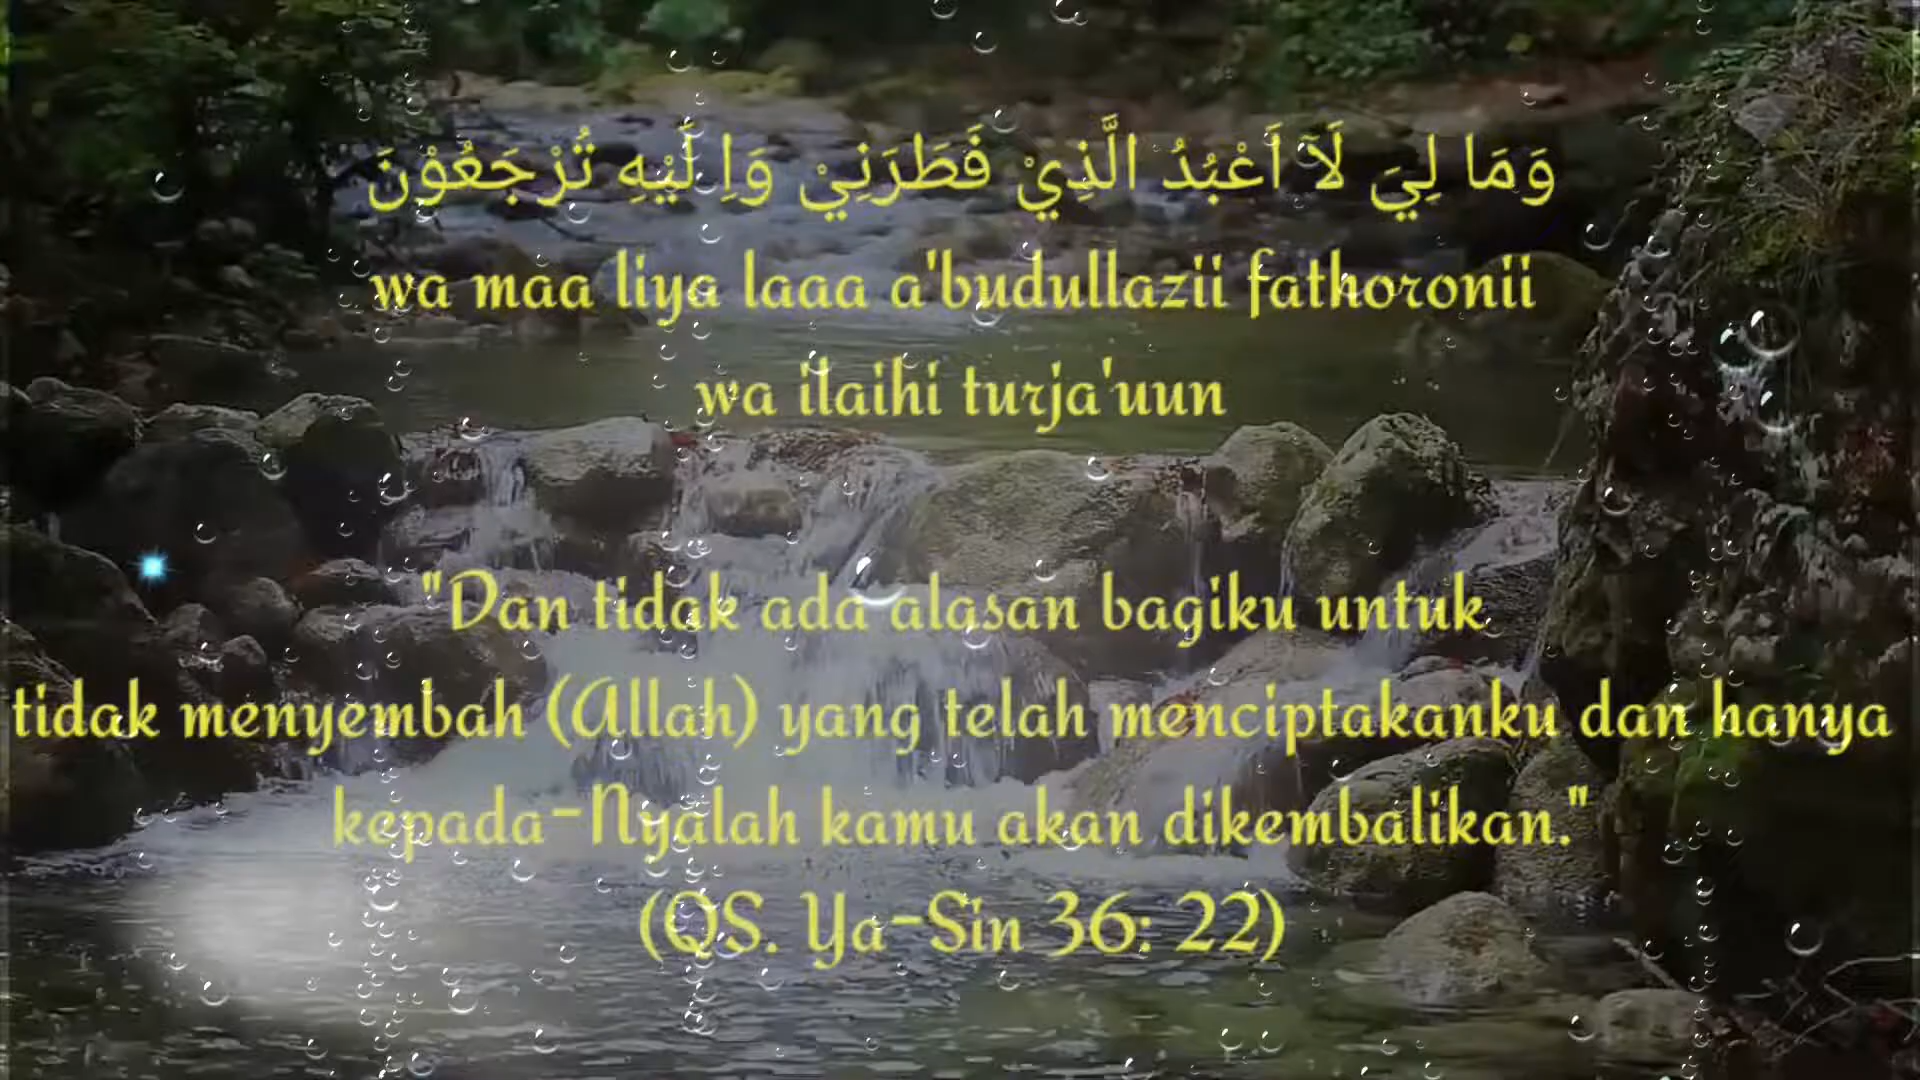 وَمَا لِيَ لَاۤ اَعْبُدُ الَّذِيْ فَطَرَنِيْ وَاِ لَيْهِ تُرْجَعُوْنَ
wa maa liya laaa a'budullazii fathoronii
wa ilaihi turja'uun
"Dan tidak ada alasan bagiku untuk
tidak menyembah (Allah) yang telah menciptakanku dan hanya
kepada-Nyalah kamu akan dikembalikan."
(QS. Ya-Sin 36: 22)